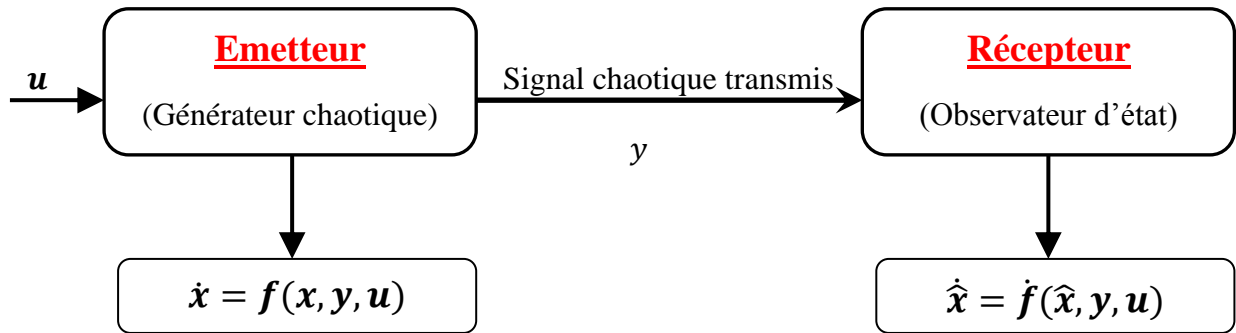 Emetteur
(Générateur chaotique)
u
Signal chaotique transmis
y
Récepteur
(Observateur d’état)
ẋ = f(x, y, u)
x̂̇ = ḟ(x̂, y, u)